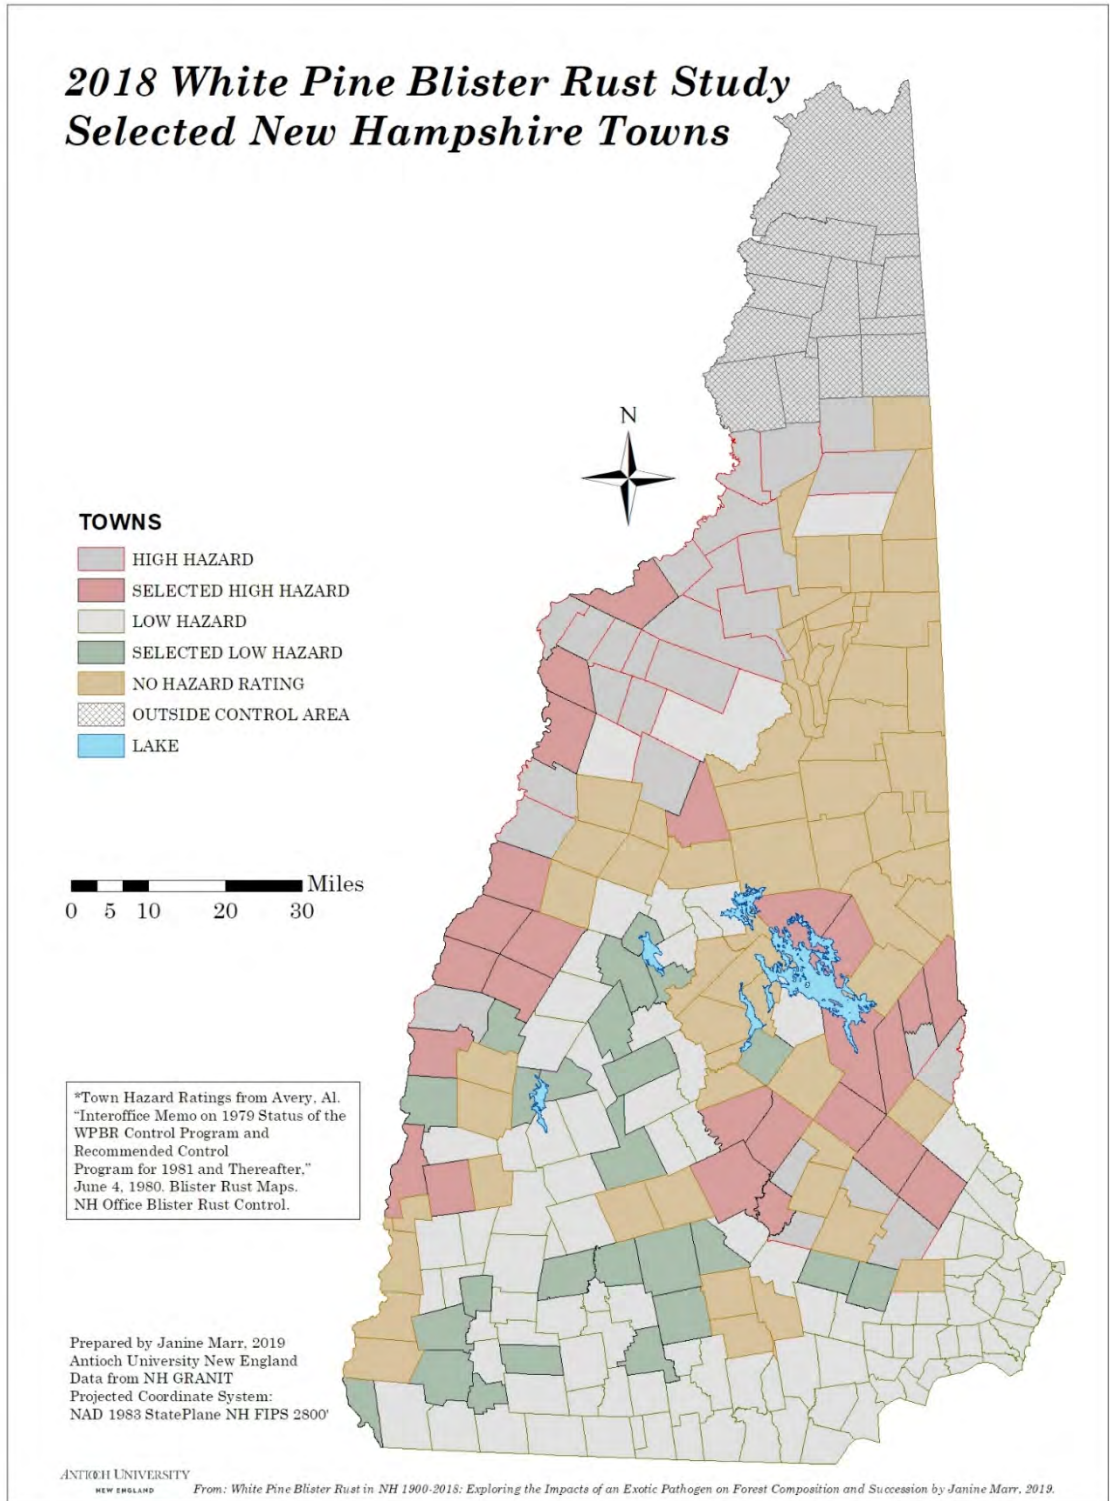 2018 White Pine Blister Rust Study
Selected New Hampshire Towns
N
TOWNS
HIGH HAZARD
SELECTED HIGH HAZARD
LOW HAZARD
SELECTED LOW HAZARD
NO HAZARD RATING
OUTSIDE CONTROL AREA
LAKE
Miles
0 5 10 20 30
*Town Hazard Ratings from Avery, Al.
"Interoffice Memo on 1979 Status of the
WPBR Control Program and
Recommended Control
Program for 1981 and Thereafter,"
June 4, 1980. Blister Rust Maps.
NH Office Blister Rust Control.
Prepared by Janine Marr, 2019
Antioch University New England
Data from NH GRANIT
Projected Coordinate System:
NAD 1983 StatePlane NH FIPS 2800'
ANTIOCH UNIVERSITY
NEW ENGLAND
From: White Pine Blister Rust in NH 1900-2018: Exploring the Impacts of an Exotic Pathogen on Forest Composition and Succession by Janine Marr, 2019.